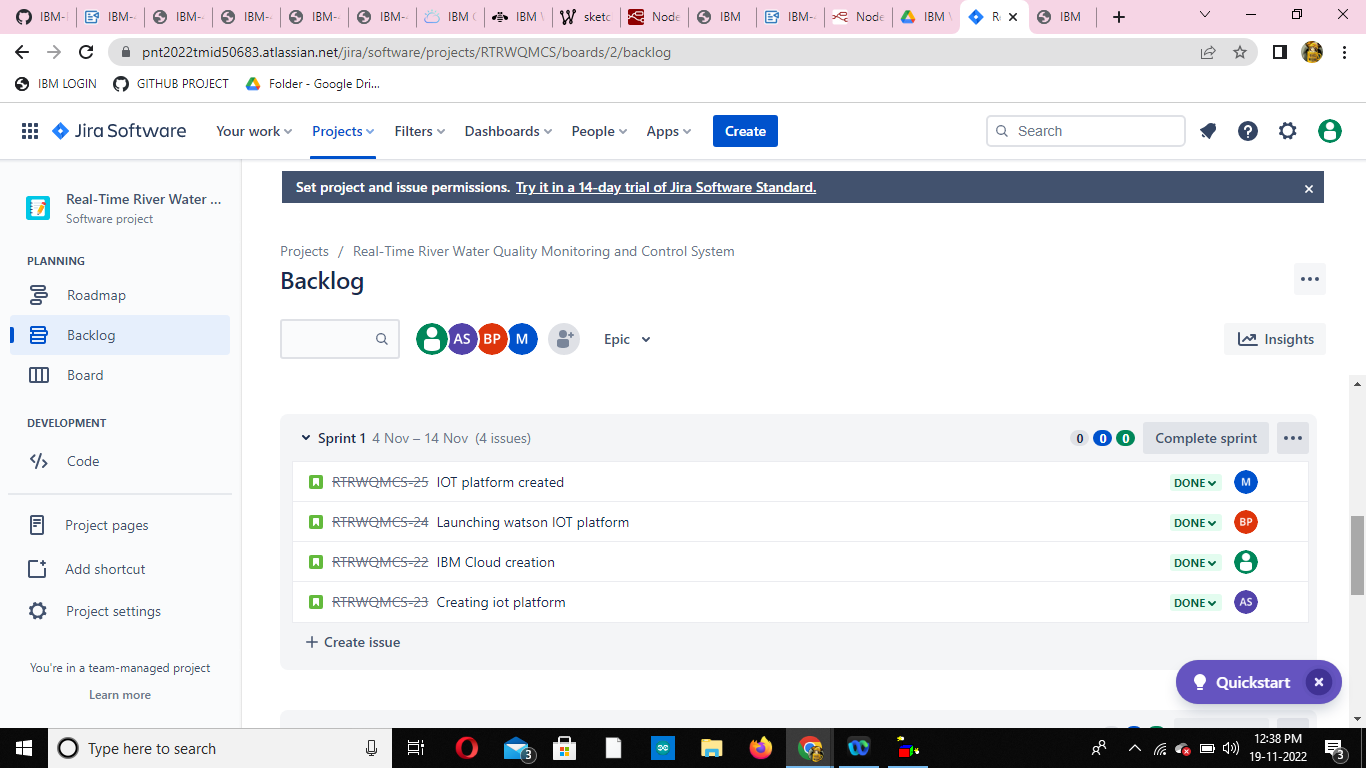 IBM-I IBM- IBM- IBM- IBM- IBM- IBM C IBM W sketc Node IBM IBM- Node IBM V Re IBM
pnt2022tmid50683.atlassian.net/jira/software/projects/RTRWQMCS/boards/2/backlog
IBM LOGIN GITHUB PROJECT Folder - Google Dri...
Jira Software Your work Projects Filters Dashboards People Apps Create Search
Set project and issue permissions. Try it in a 14-day trial of Jira Software Standard.
Real-Time River Water ...
Software project
PLANNING
Roadmap
Backlog
Board
DEVELOPMENT
Code
Project pages
Add shortcut
Project settings
You're in a team-managed project
Learn more
Projects / Real-Time River Water Quality Monitoring and Control System
Backlog
AS BP M Epic Insights
Sprint 1 4 Nov – 14 Nov (4 issues) 0 0 0 Complete sprint
RTRWQMCS-25 IOT platform created DONE M
RTRWQMCS-24 Launching watson IOT platform DONE BP
RTRWQMCS-22 IBM Cloud creation DONE
RTRWQMCS-23 Creating iot platform DONE AS
Create issue
Quickstart
Type here to search 3 12:38 PM
19-11-2022 3